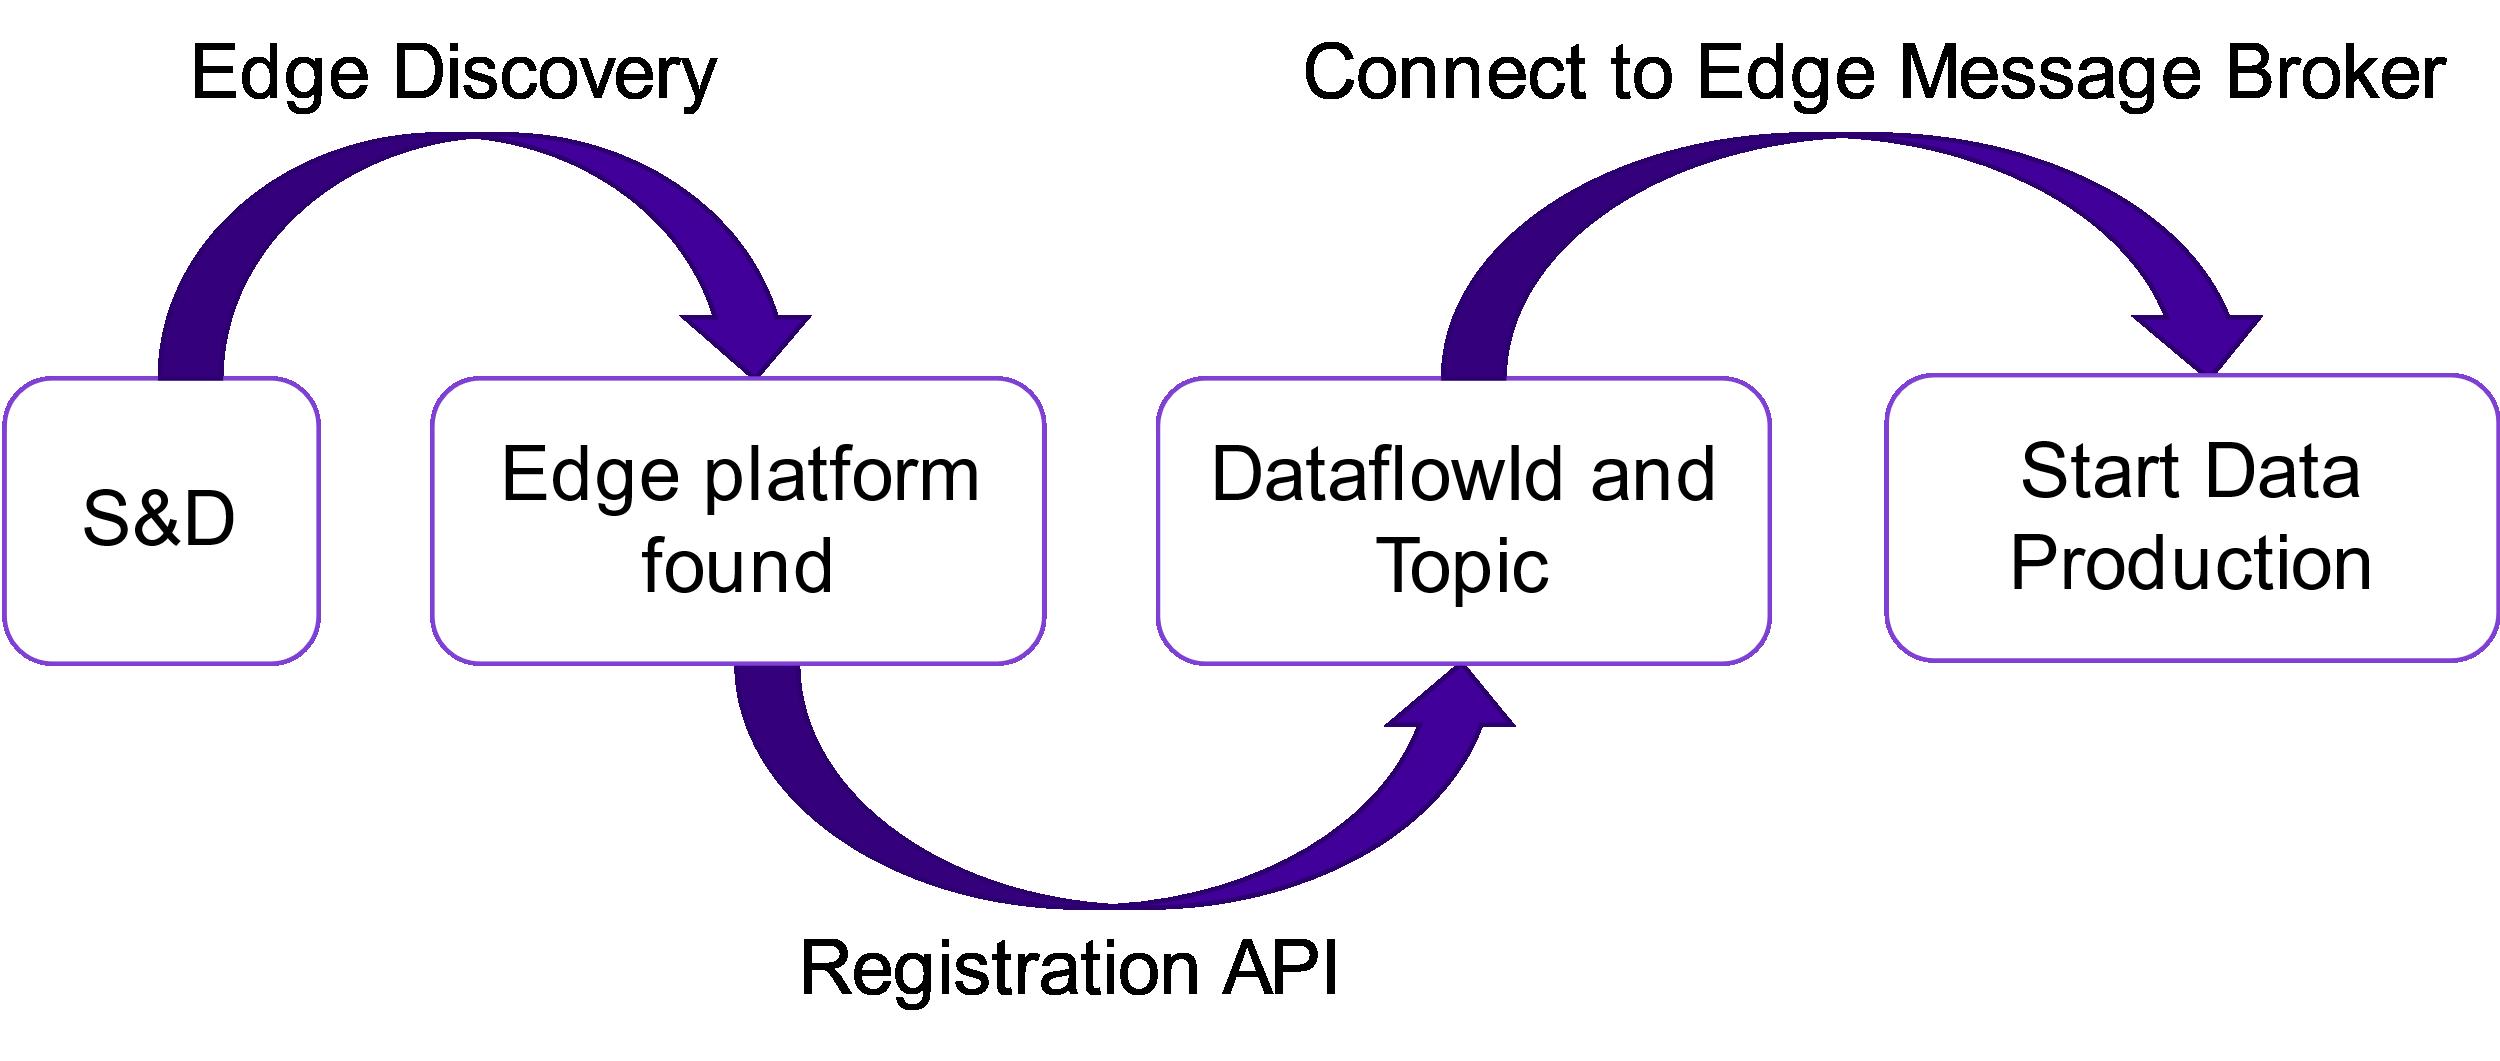 Edge Discovery
Connect to Edge Message Broker
S&D
Edge platform
found
DataflowId and
Topic
Start Data
Production
Registration API